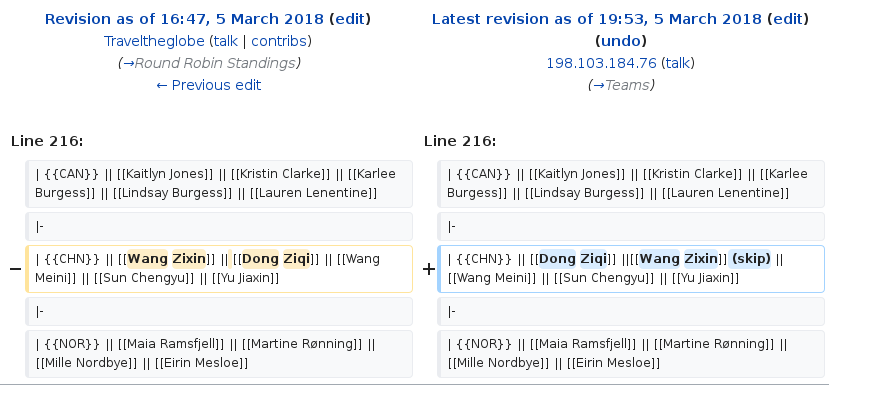 Revision as of 16:47, 5 March 2018 (edit)
Traveltheglobe (talk | contribs)
(→Round Robin Standings)
← Previous edit
Latest revision as of 19:53, 5 March 2018 (edit)
(undo)
198.103.184.76 (talk)
(→Teams)
Line 216:
Line 216:
| {{CAN}} || [[Kaitlyn Jones]] || [[Kristin Clarke]] || [[Karlee
Burgess]] || [[Lindsay Burgess]] || [[Lauren Lenentine]]
| {{CAN}} || [[Kaitlyn Jones]] || [[Kristin Clarke]] || [[Karlee
Burgess]] || [[Lindsay Burgess]] || [[Lauren Lenentine]]
|-
|-
− | {{CHN}} || [[Wang Zixin]] || [[Dong Ziqi]] || [[Wang
Meini]] || [[Sun Chengyu]] || [[Yu Jiaxin]]
+ | {{CHN}} || [[Dong Ziqi]] ||[[Wang Zixin]] (skip) ||
[[Wang Meini]] || [[Sun Chengyu]] || [[Yu Jiaxin]]
|-
|-
| {{NOR}} || [[Maia Ramsfjell]] || [[Martine Rønning]] ||
[[Mille Nordbye]] || [[Eirin Mesloe]]
| {{NOR}} || [[Maia Ramsfjell]] || [[Martine Rønning]] ||
[[Mille Nordbye]] || [[Eirin Mesloe]]